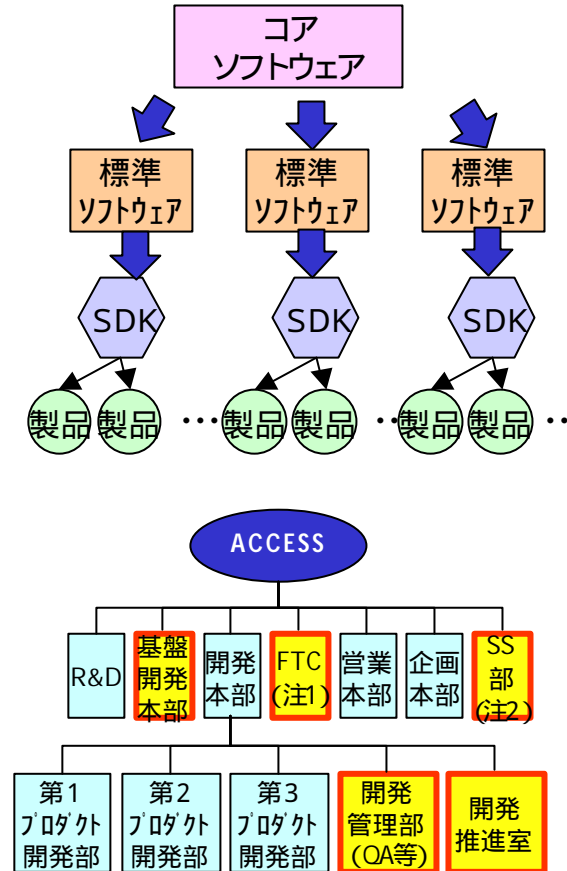 コア
ソフトウェア
標準
ソフトウェア
標準
ソフトウェア
標準
ソフトウェア
SDK
SDK
SDK
製品
製品
…
製品
製品
‥
製品
製品
‥
ACCESS
R&D
基盤
開発
本部
開発
本部
FTC
(注1)
営業
本部
企画
本部
SS
部
(注2)
第1
プロダクト
開発部
第2
プロダクト
開発部
第3
プロダクト
開発部
開発
管理部
(QA等)
開発
推進室